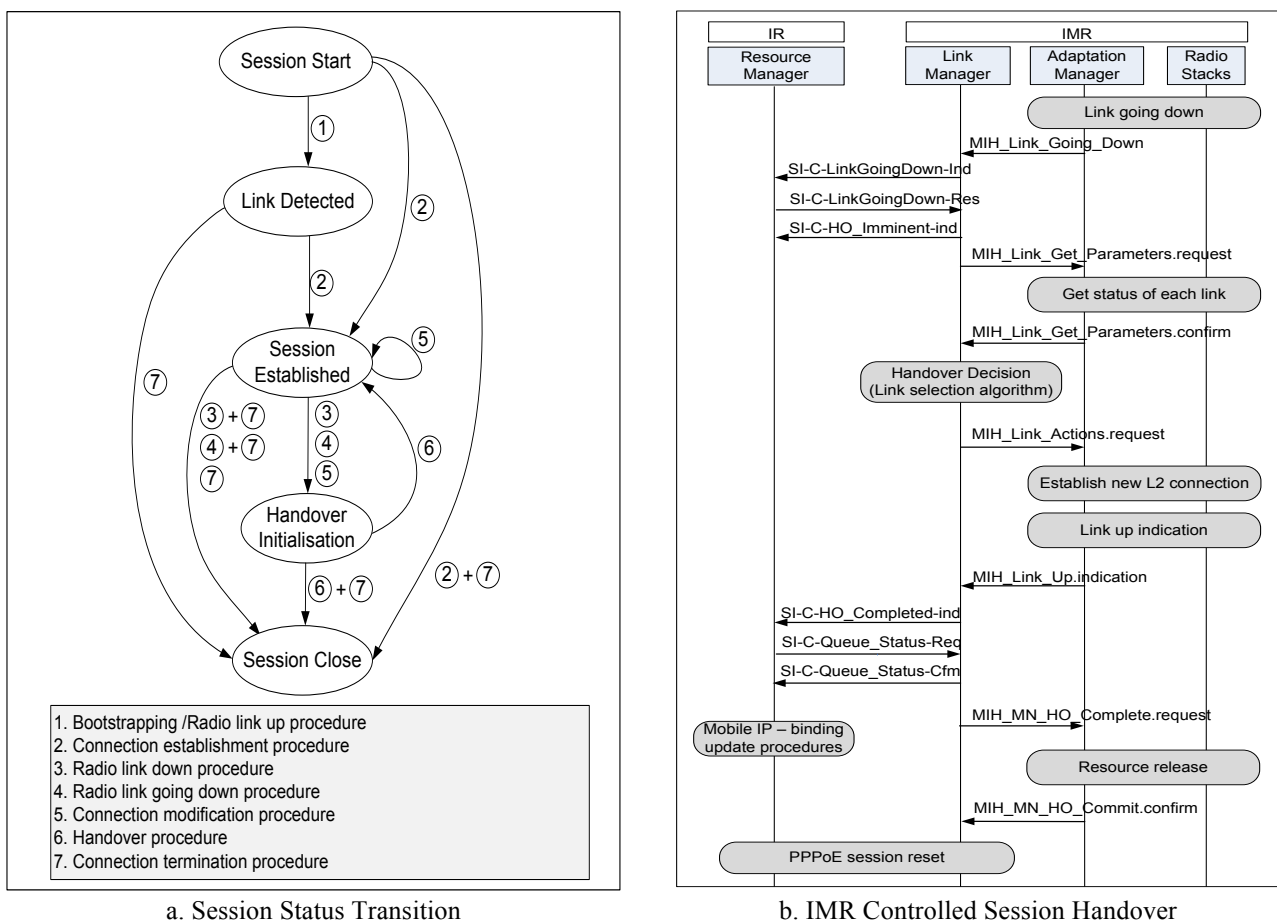 Session Start
①
Link Detected
②
②
Session
Established
⑤
⑦
③ + ⑦
④ + ⑦
⑦
③
④
⑤
⑥
Handover
Initialisation
⑥ + ⑦
② + ⑦
Session Close
1. Bootstrapping /Radio link up procedure
2. Connection establishment procedure
3. Radio link down procedure
4. Radio link going down procedure
5. Connection modification procedure
6. Handover procedure
7. Connection termination procedure
a. Session Status Transition
IR
IMR
Resource
Manager
Link
Manager
Adaptation
Manager
Radio
Stacks
Link going down
MIH_Link_Going_Down
SI-C-LinkGoingDown-Ind
SI-C-LinkGoingDown-Res
SI-C-HO_Imminent-ind
MIH_Link_Get_Parameters.request
Get status of each link
MIH_Link_Get_Parameters.confirm
Handover Decision
(Link selection algorithm)
MIH_Link_Actions.request
Establish new L2 connection
Link up indication
MIH_Link_Up.indication
SI-C-HO_Completed-ind
SI-C-Queue_Status-Req
SI-C-Queue_Status-Cfm
MIH_MN_HO_Complete.request
Mobile IP – binding
update procedures
Resource release
MIH_MN_HO_Commit.confirm
PPPoE session reset
b. IMR Controlled Session Handover